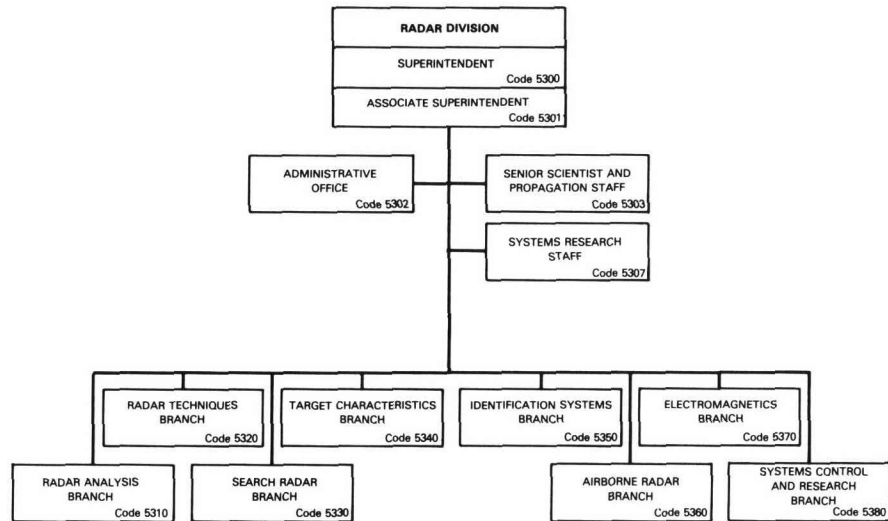 RADAR DIVISION
SUPERINTENDENT
Code 5300
ASSOCIATE SUPERINTENDENT
Code 5301
ADMINISTRATIVE
OFFICE
Code 5302
SENIOR SCIENTIST AND
PROPAGATION STAFF
Code 5303
SYSTEMS RESEARCH
STAFF
Code 5307
RADAR TECHNIQUES
BRANCH
Code 5320
TARGET CHARACTERISTICS
BRANCH
Code 5340
IDENTIFICATION SYSTEMS
BRANCH
Code 5350
ELECTROMAGNETICS
BRANCH
Code 5370
RADAR ANALYSIS
BRANCH
Code 5310
SEARCH RADAR
BRANCH
Code 5330
AIRBORNE RADAR
BRANCH
Code 5360
SYSTEMS CONTROL
AND RESEARCH
BRANCH
Code 5380